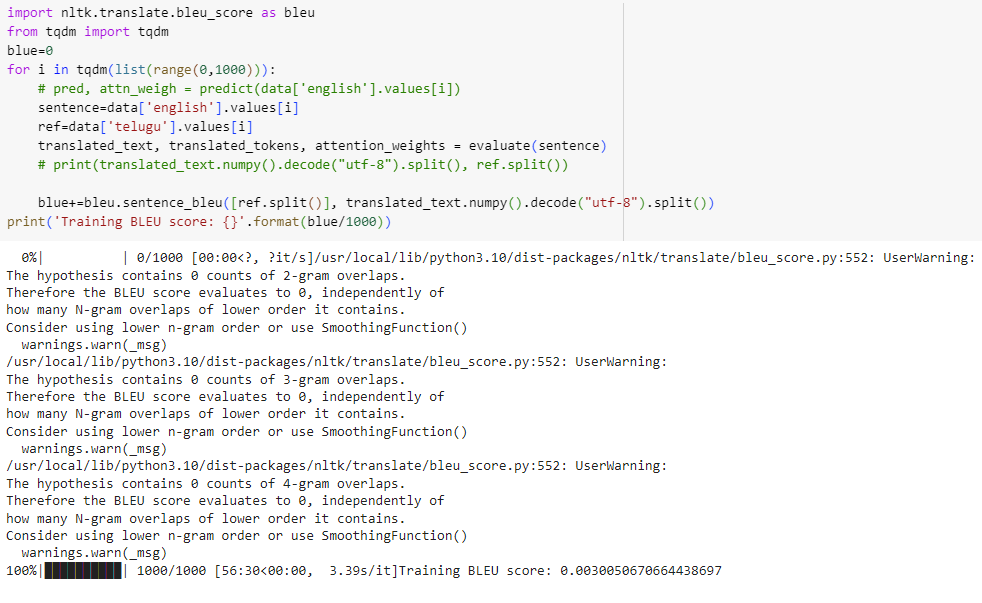 import nltk.translate.bleu_score as bleu
from tqdm import tqdm
blue=0
for i in tqdm(list(range(0,1000))):
    # pred, attn_weigh = predict(data['english'].values[i])
    sentence=data['english'].values[i]
    ref=data['telugu'].values[i]
    translated_text, translated_tokens, attention_weights = evaluate(sentence)
    # print(translated_text.numpy().decode("utf-8").split(), ref.split())

    blue+=bleu.sentence_bleu([ref.split()], translated_text.numpy().decode("utf-8").split())
print('Training BLEU score: {}'.format(blue/1000))
  0%|          | 0/1000 [00:00<?, ?it/s]/usr/local/lib/python3.10/dist-packages/nltk/translate/bleu_score.py:552: UserWarning:
The hypothesis contains 0 counts of 2-gram overlaps.
Therefore the BLEU score evaluates to 0, independently of
how many N-gram overlaps of lower order it contains.
Consider using lower n-gram order or use SmoothingFunction()
  warnings.warn(_msg)
/usr/local/lib/python3.10/dist-packages/nltk/translate/bleu_score.py:552: UserWarning:
The hypothesis contains 0 counts of 3-gram overlaps.
Therefore the BLEU score evaluates to 0, independently of
how many N-gram overlaps of lower order it contains.
Consider using lower n-gram order or use SmoothingFunction()
  warnings.warn(_msg)
/usr/local/lib/python3.10/dist-packages/nltk/translate/bleu_score.py:552: UserWarning:
The hypothesis contains 0 counts of 4-gram overlaps.
Therefore the BLEU score evaluates to 0, independently of
how many N-gram overlaps of lower order it contains.
Consider using lower n-gram order or use SmoothingFunction()
  warnings.warn(_msg)
100%|██████████| 1000/1000 [56:30<00:00,  3.39s/it]Training BLEU score: 0.0030050670664438697